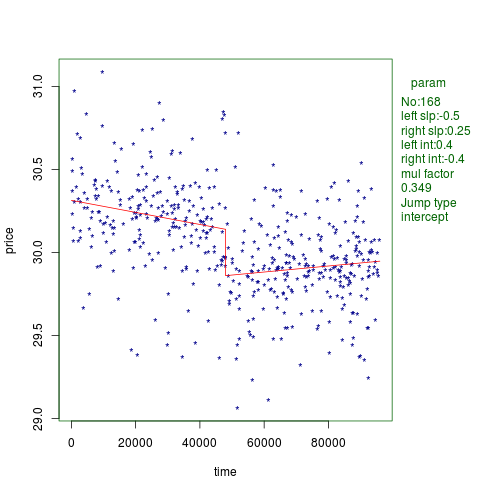 param
No:168
left slp:-0.5
right slp:0.25
left int:0.4
right int:-0.4
mul factor
0.349
Jump type
intercept
price
31.0
30.5
30.0
29.5
29.0
0 20000 40000 60000 80000
time